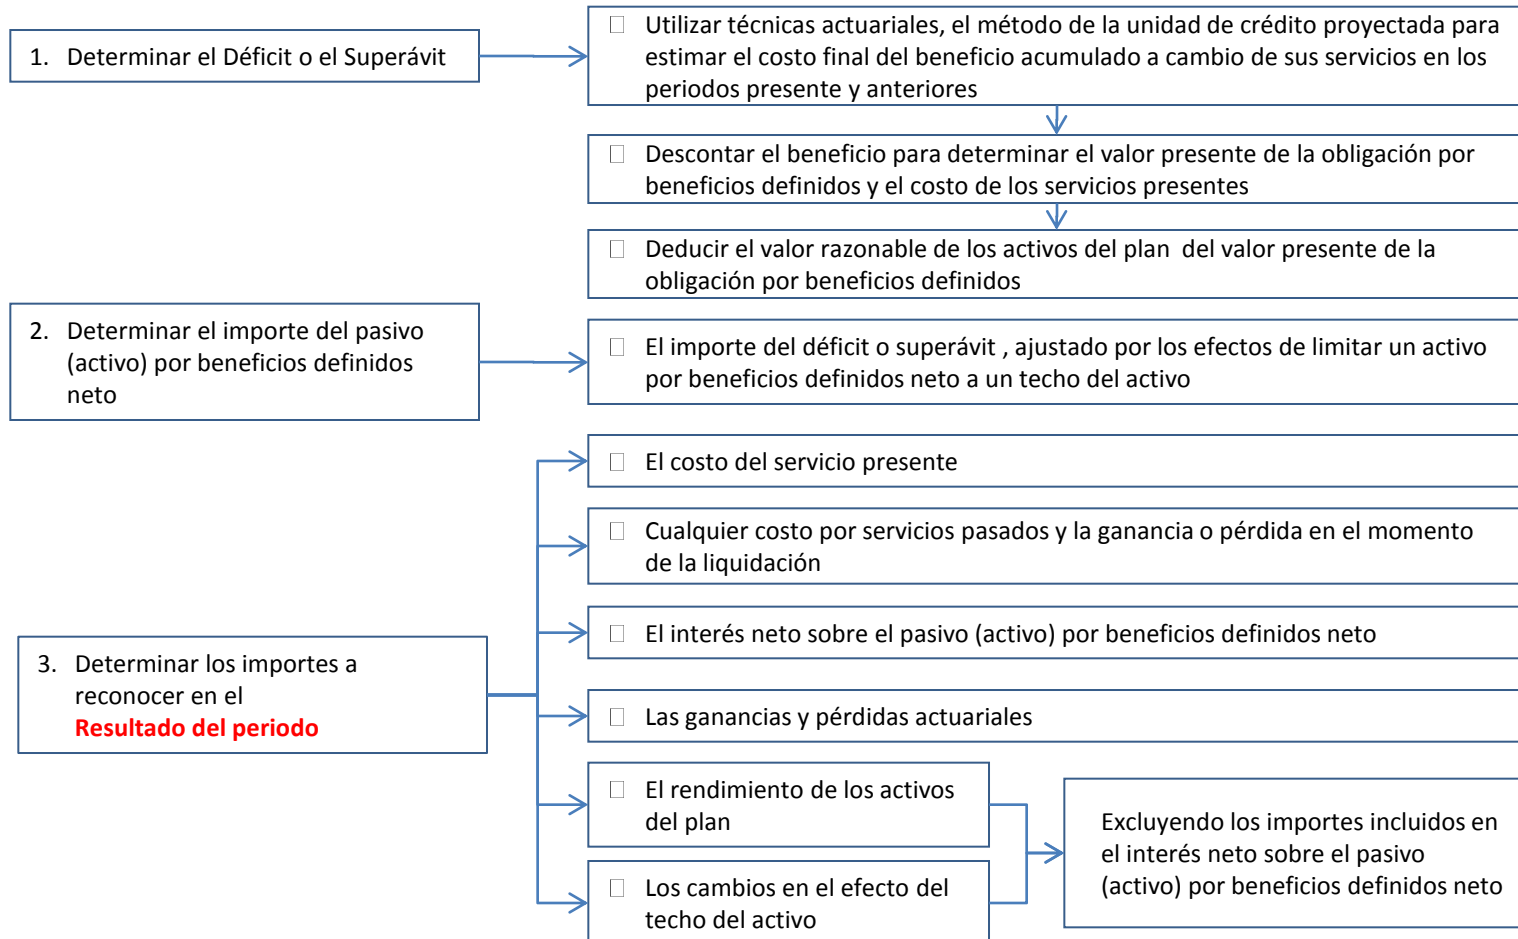 1. Determinar el Déficit o el Superávit
Utilizar técnicas actuariales, el método de la unidad de crédito proyectada para
estimar el costo final del beneficio acumulado a cambio de sus servicios en los
periodos presente y anteriores
Descontar el beneficio para determinar el valor presente de la obligación por
beneficios definidos y el costo de los servicios presentes
Deducir el valor razonable de los activos del plan del valor presente de la
obligación por beneficios definidos
2. Determinar el importe del pasivo
(activo) por beneficios definidos
neto
El importe del déficit o superávit , ajustado por los efectos de limitar un activo
por beneficios definidos neto a un techo del activo
3. Determinar los importes a
reconocer en el
Resultado del periodo
El costo del servicio presente
Cualquier costo por servicios pasados y la ganancia o pérdida en el momento
de la liquidación
El interés neto sobre el pasivo (activo) por beneficios definidos neto
Las ganancias y pérdidas actuariales
El rendimiento de los activos
del plan
Los cambios en el efecto del
techo del activo
Excluyendo los importes incluidos en
el interés neto sobre el pasivo
(activo) por beneficios definidos neto